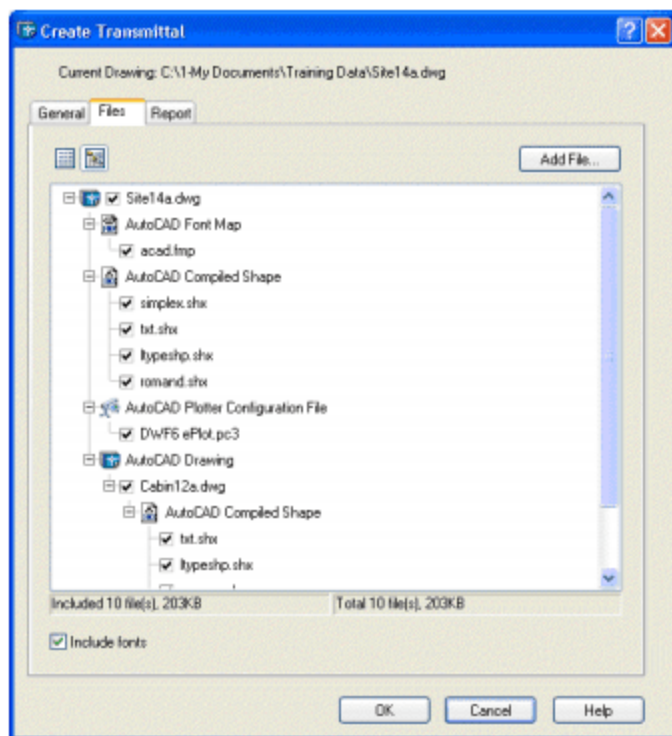 Create Transmittal
Current Drawing: C:\1-My Documents\Training Data\Site14a.dwg
General Files Report
Add File...
Site14a.dwg
AutoCAD Font Map
acad.fmp
AutoCAD Compiled Shape
simplex.shx
txt.shx
ltypeshp.shx
romand.shx
AutoCAD Plotter Configuration File
DWF6 ePlot.pc3
AutoCAD Drawing
Cabin12a.dwg
AutoCAD Compiled Shape
txt.shx
ltypeshp.shx
Included 10 file(s), 203KB Total 10 file(s), 203KB
Include fonts
OK Cancel Help